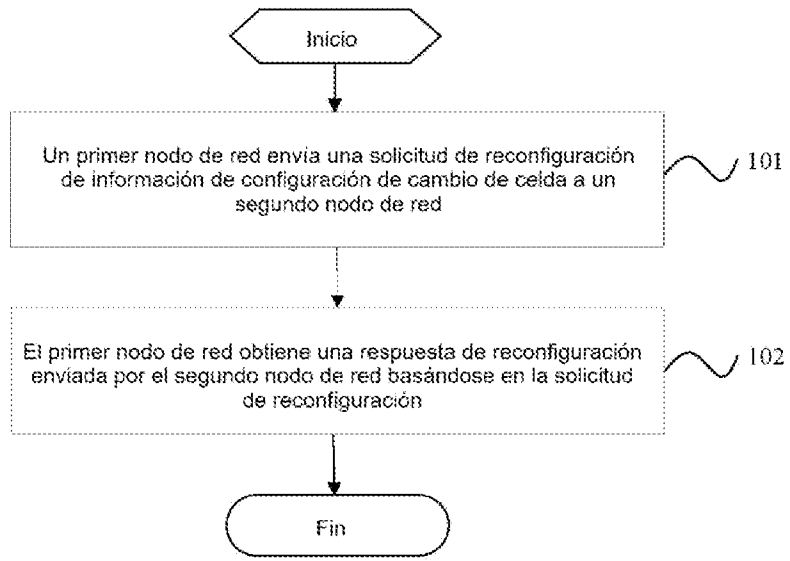 Inicio
Un primer nodo de red envía una solicitud de reconfiguración
de información de configuración de cambio de celda a un
segundo nodo de red
101
El primer nodo de red obtiene una respuesta de reconfiguración
enviada por el segundo nodo de red basándose en la solicitud
de reconfiguración
102
Fin